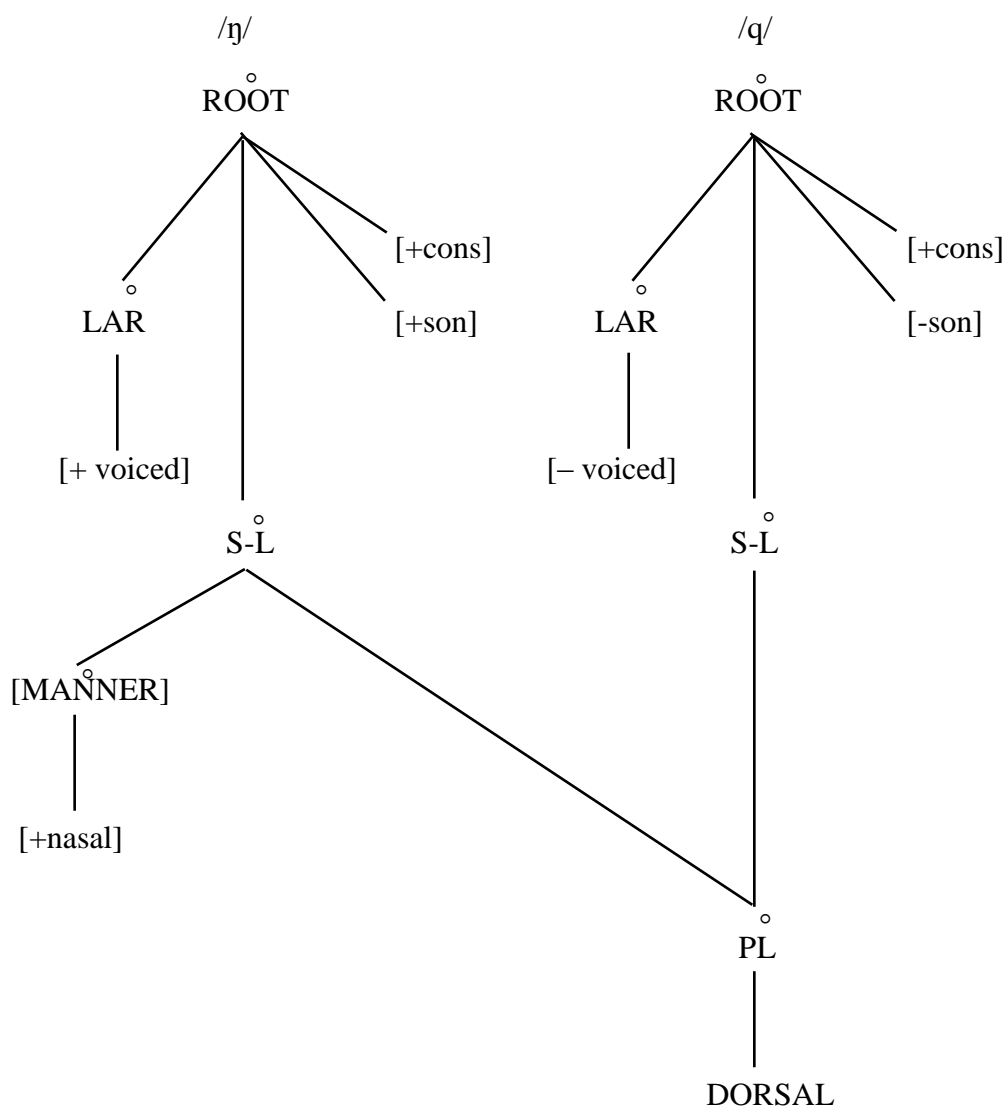 /ŋ/ /q/
ROOT ROOT
[+cons] [+cons]
LAR [+son] LAR [-son]
[+ voiced] [– voiced]
S-L S-L
[MANNER]
[+nasal]
PL
DORSAL